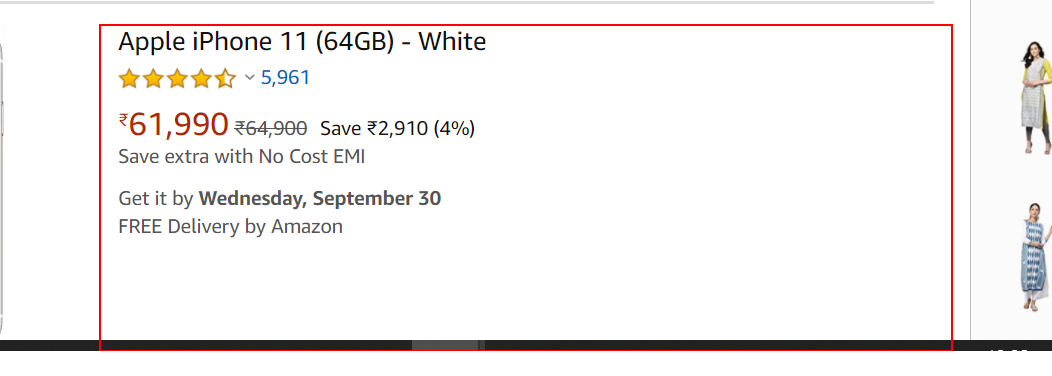 Apple iPhone 11 (64GB) - White
5,961
₹61,990 ₹64,900 Save ₹2,910 (4%)
Save extra with No Cost EMI
Get it by Wednesday, September 30
FREE Delivery by Amazon